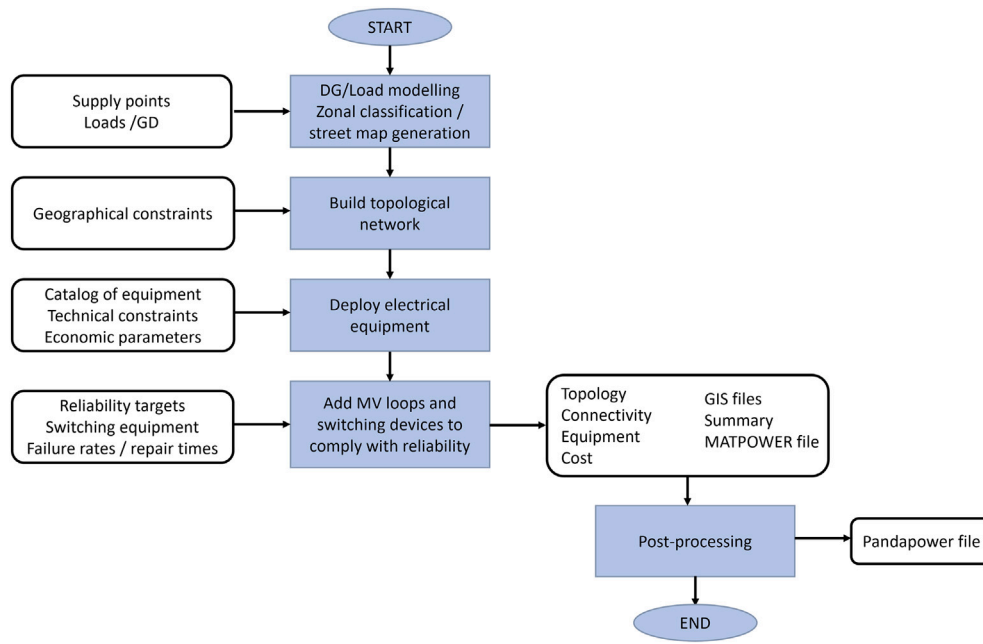 START
Supply points
Loads /GD
DG/Load modelling
Zonal classification /
street map generation
Geographical constraints
Build topological
network
Catalog of equipment
Technical constraints
Economic parameters
Deploy electrical
equipment
Reliability targets
Switching equipment
Failure rates / repair times
Add MV loops and
switching devices to
comply with reliability
Topology
Connectivity
Equipment
Cost
GIS files
Summary
MATPOWER file
Post-processing
Pandapower file
END